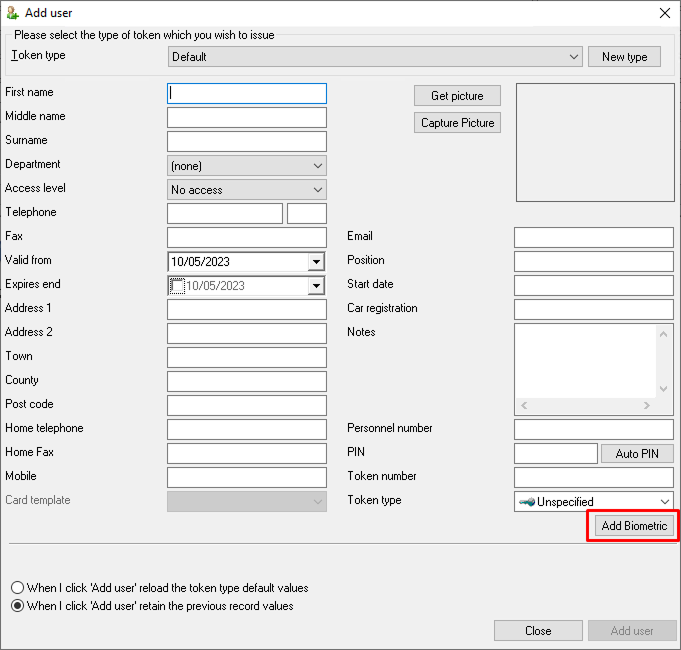 Add user
Please select the type of token which you wish to issue
Token type Default New type
First name Get picture
Middle name Capture Picture
Surname
Department (none)
Access level No access
Telephone
Fax Email
Valid from 10/05/2023 Position
Expires end 10/05/2023 Start date
Address 1 Car registration
Address 2 Notes
Town
County
Post code
Home telephone Personnel number
Home Fax PIN Auto PIN
Mobile Token number
Card template Token type Unspecified
Add Biometric
When I click 'Add user' reload the token type default values
When I click 'Add user' retain the previous record values
Close Add user